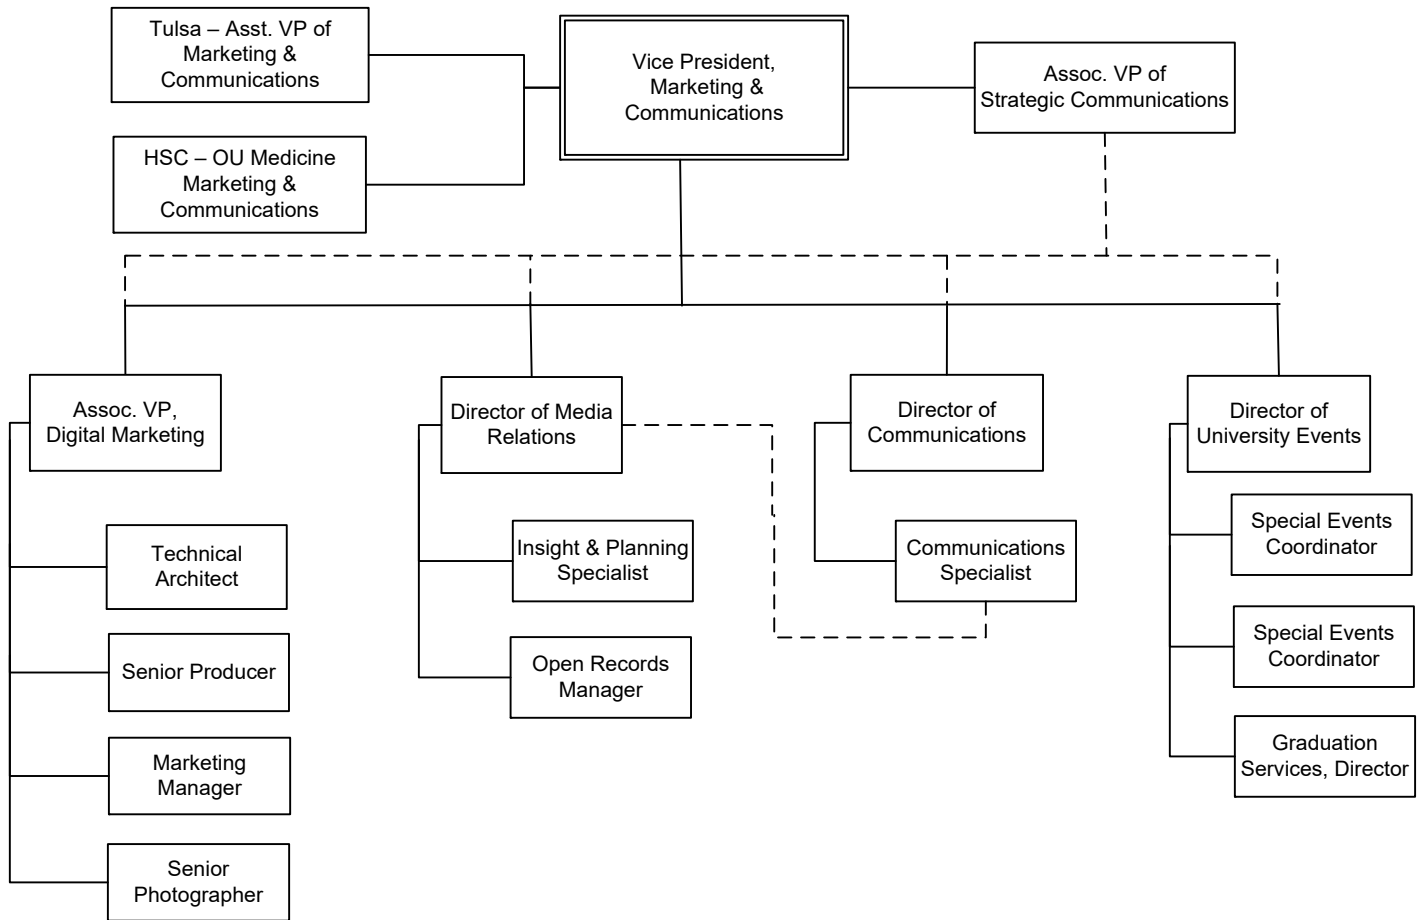 Tulsa – Asst. VP of
Marketing &
Communications
Vice President,
Marketing &
Communications
Assoc. VP of
Strategic Communications
HSC – OU Medicine
Marketing &
Communications
Assoc. VP,
Digital Marketing
Director of Media
Relations
Director of
Communications
Director of
University Events
Technical
Architect
Senior Producer
Marketing
Manager
Senior
Photographer
Insight & Planning
Specialist
Open Records
Manager
Communications
Specialist
Special Events
Coordinator
Special Events
Coordinator
Graduation
Services, Director